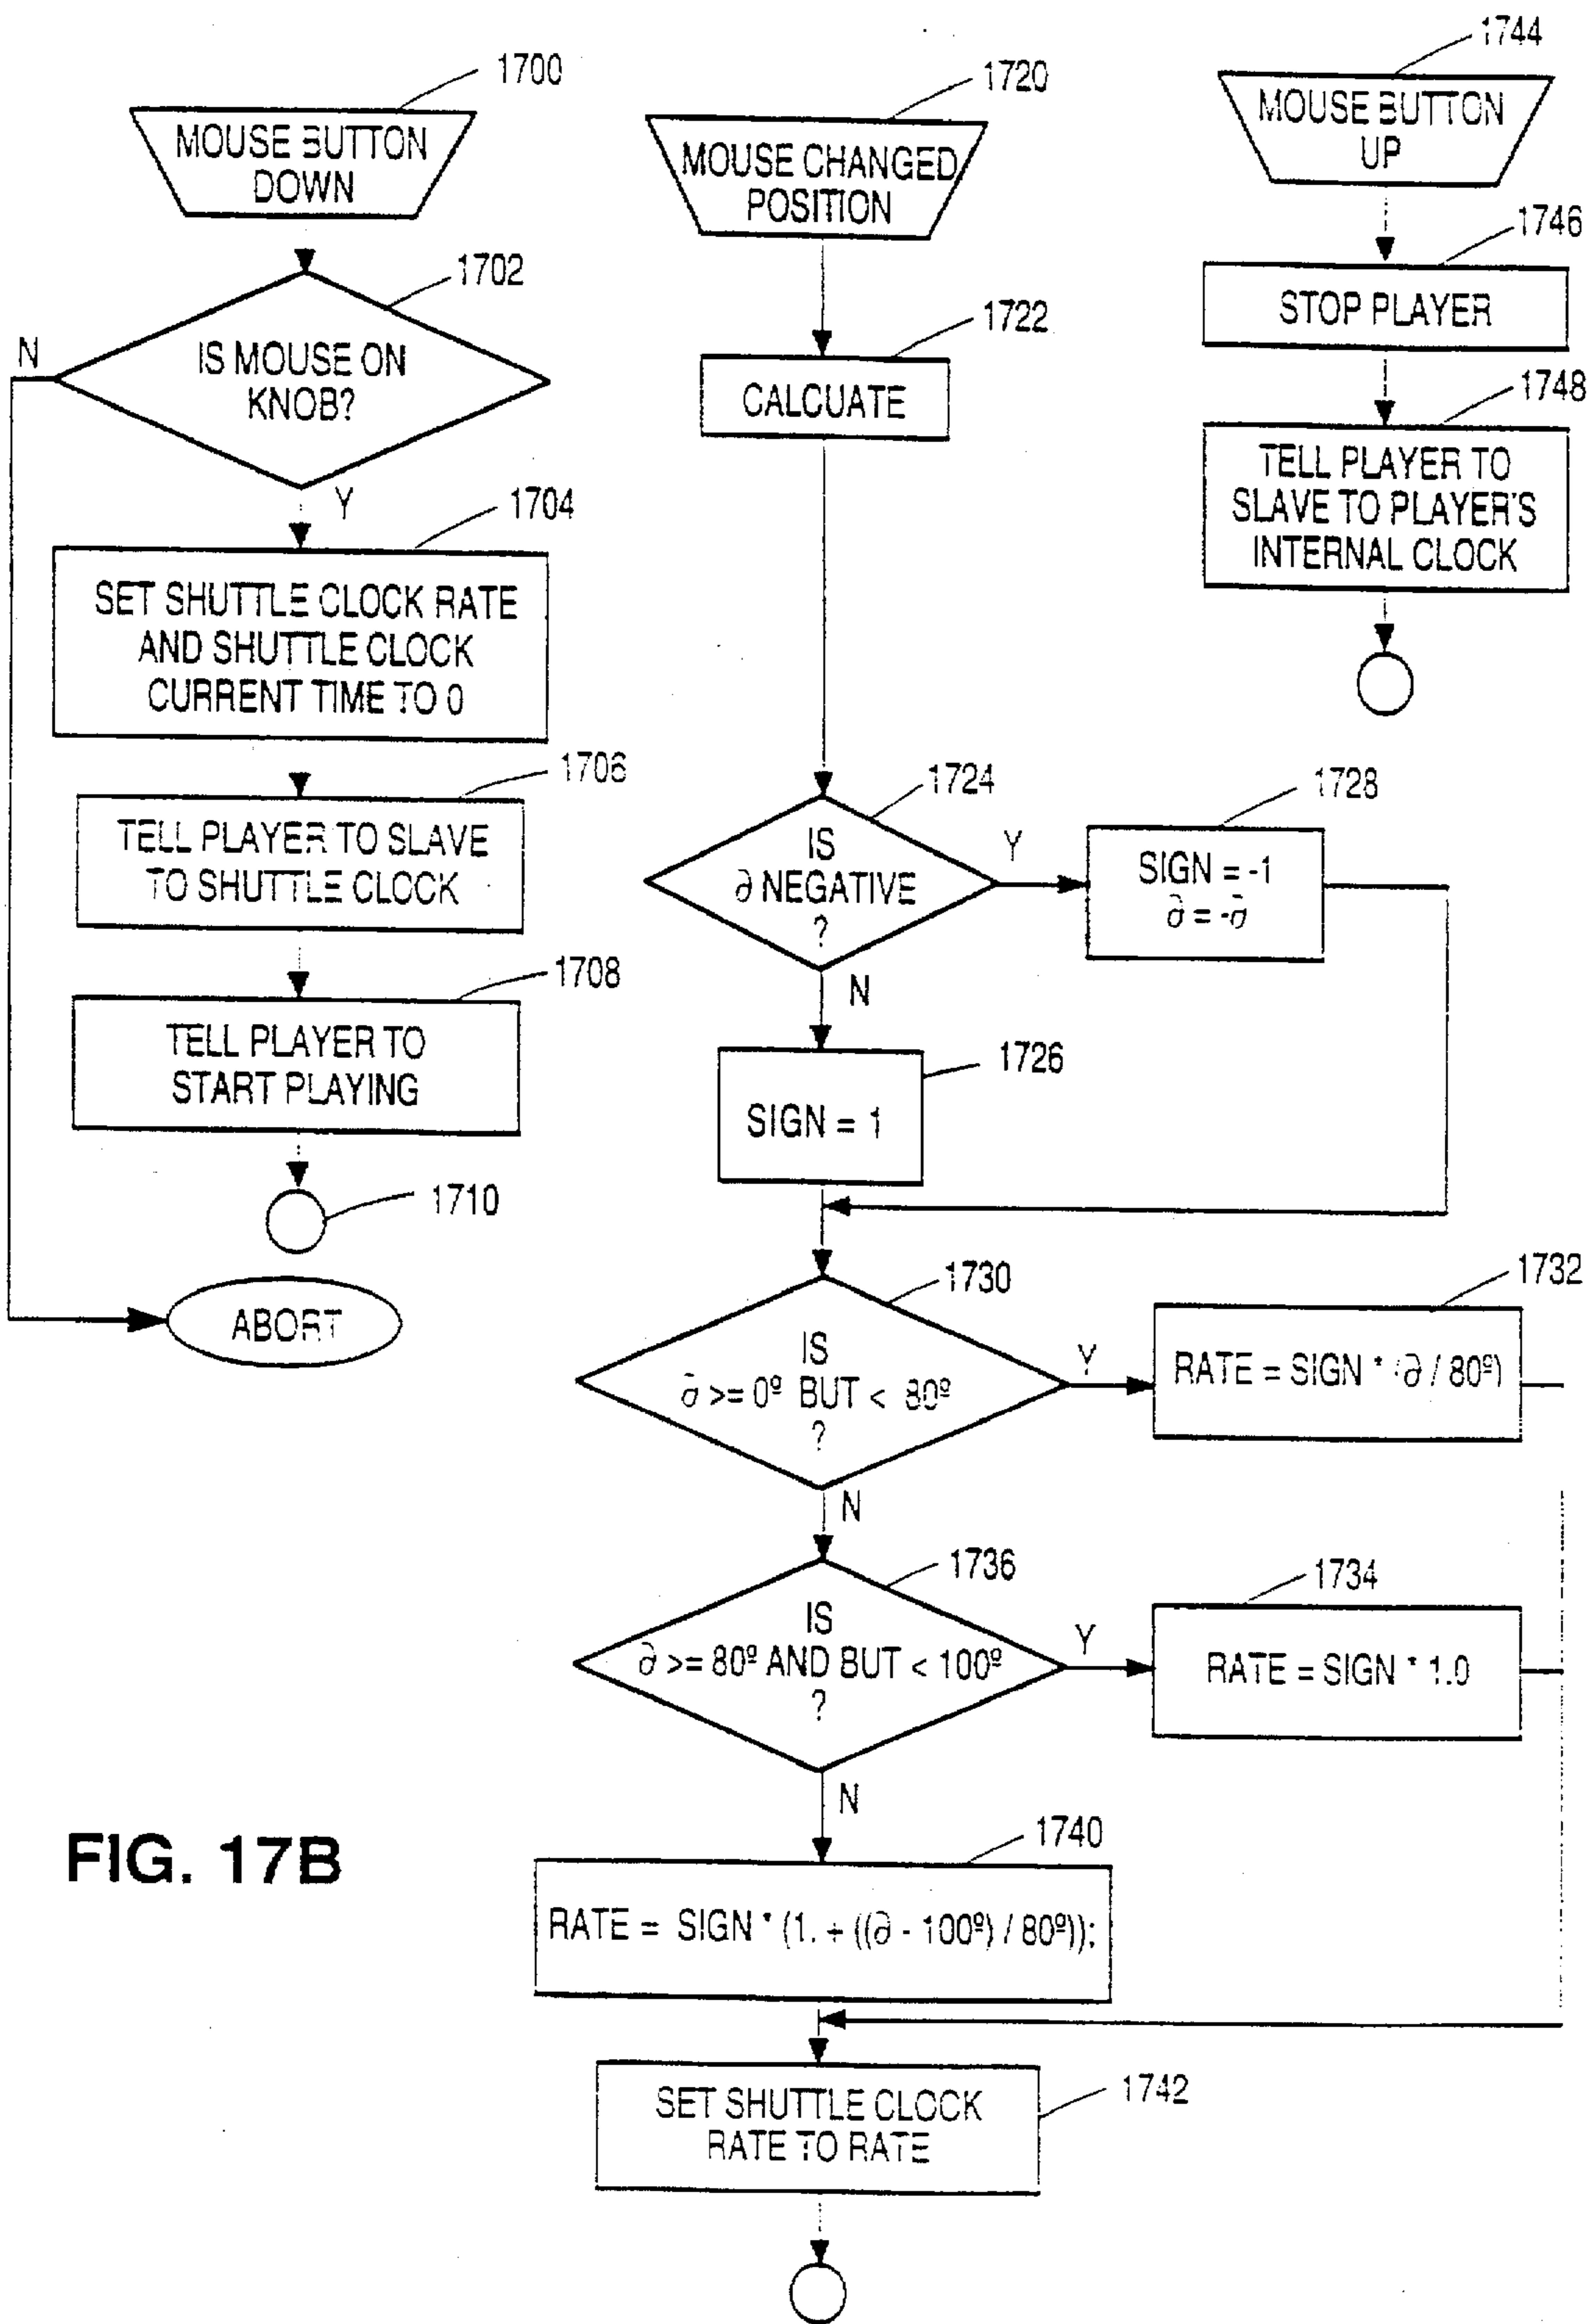 1700
MOUSE BUTTON
DOWN
1702
N
IS MOUSE ON
KNOB?
Y
1704
SET SHUTTLE CLOCK RATE
AND SHUTTLE CLOCK
CURRENT TIME TO 0
1706
TELL PLAYER TO SLAVE
TO SHUTTLE CLOCK
1708
TELL PLAYER TO
START PLAYING
1710
ABORT
1720
MOUSE CHANGED
POSITION
1722
CALCUATE
1724
IS
∂ NEGATIVE
?
Y
1728
SIGN = -1
∂ = -∂
N
1726
SIGN = 1
1730
IS
∂ >= 0º BUT < 80º
?
Y
1732
RATE = SIGN * (∂ / 80º)
N
1736
IS
∂ >= 80º AND BUT < 100º
?
Y
1734
RATE = SIGN * 1.0
N
1740
RATE = SIGN * (1. + ((∂ - 100º) / 80º));
1742
SET SHUTTLE CLOCK
RATE TO RATE
1744
MOUSE BUTTON
UP
1746
STOP PLAYER
1748
TELL PLAYER TO
SLAVE TO PLAYER'S
INTERNAL CLOCK
FIG. 17B